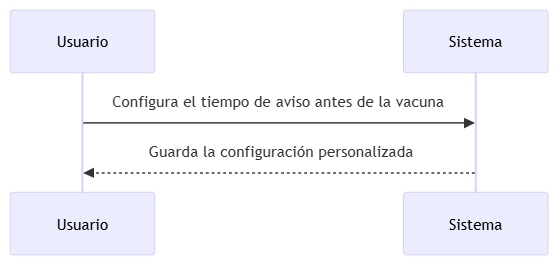 Usuario
Sistema
Configura el tiempo de aviso antes de la vacuna
Guarda la configuración personalizada
Usuario
Sistema